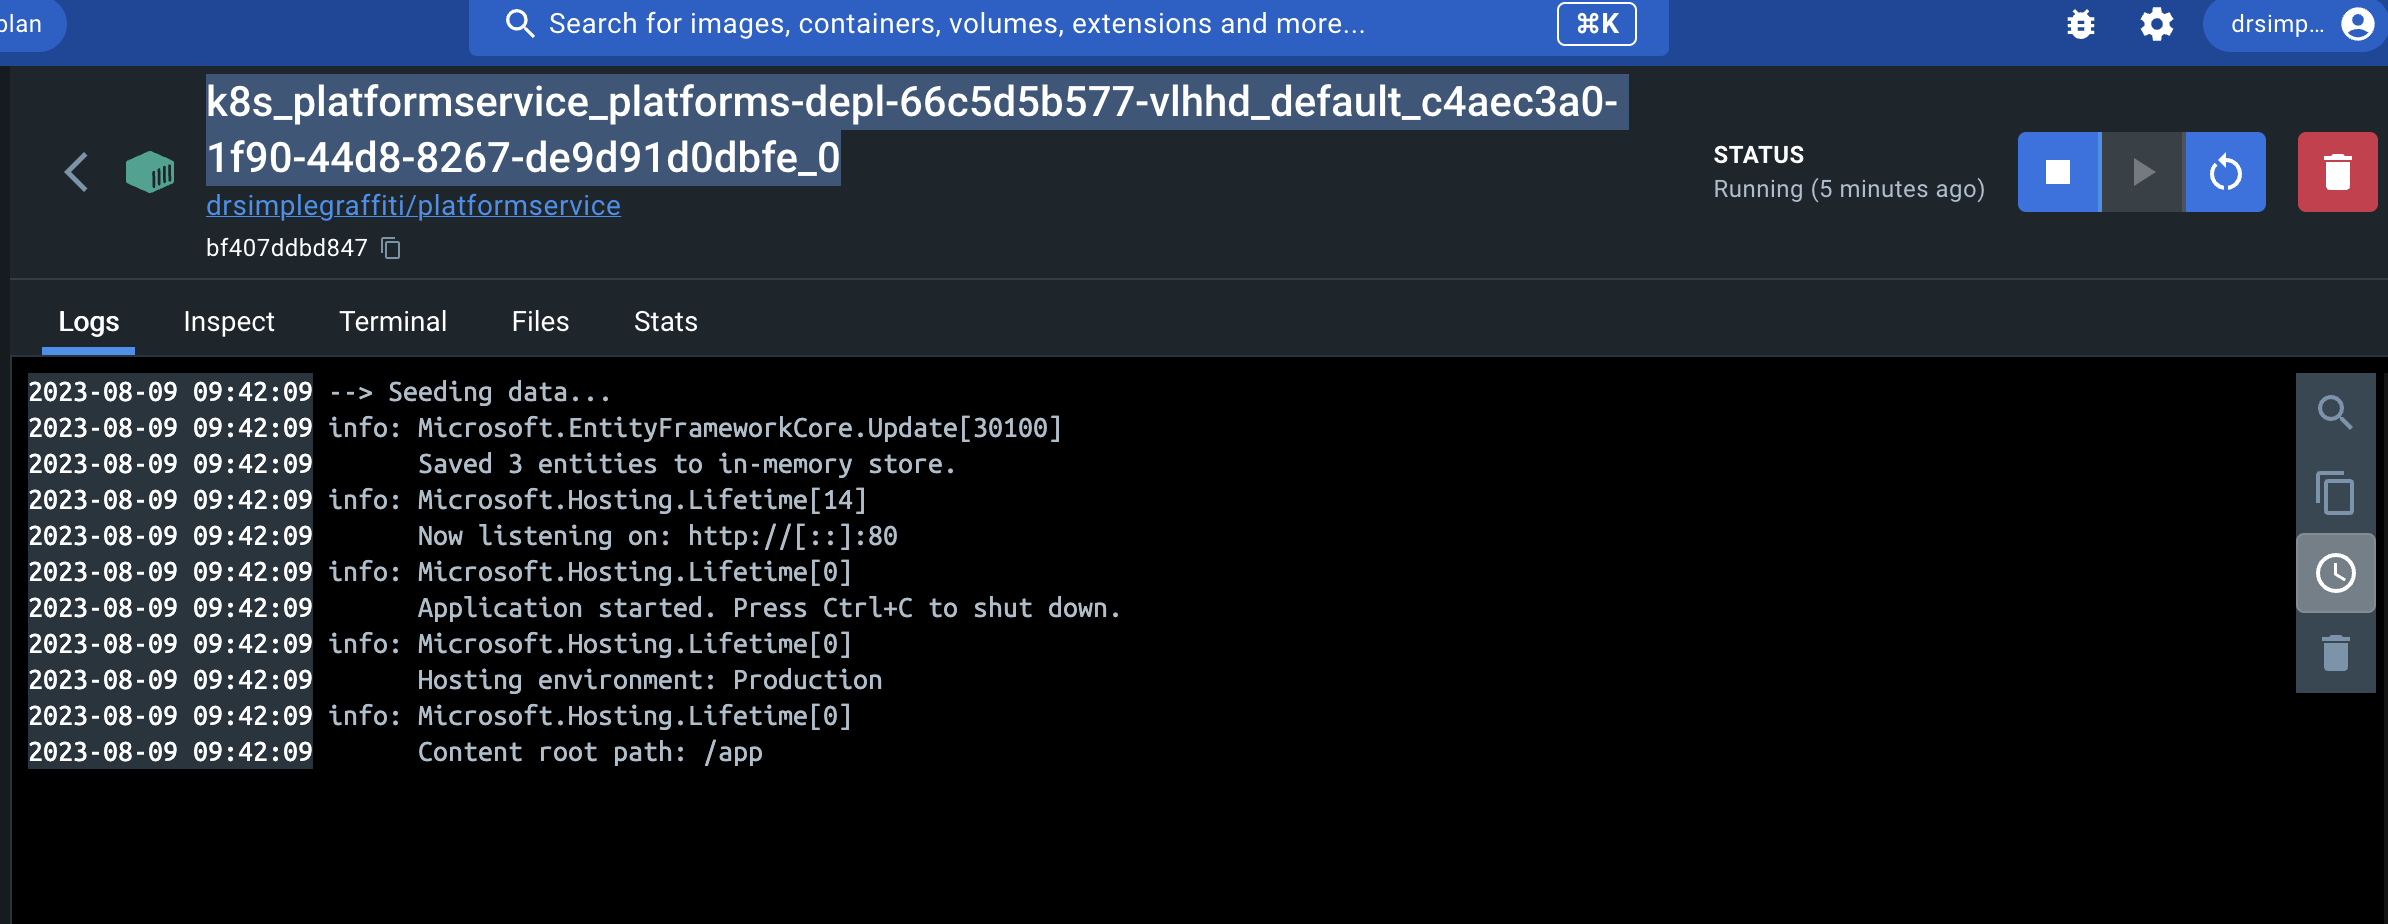 plan
Search for images, containers, volumes, extensions and more...
⌘K
drsimp...
k8s_platformservice_platforms-depl-66c5d5b577-vlhhd_default_c4aec3a0-
1f90-44d8-8267-de9d91d0dbfe_0
drsimplegraffiti/platformservice
bf407ddbd847
STATUS
Running (5 minutes ago)
Logs Inspect Terminal Files Stats
2023-08-09 09:42:09 --> Seeding data...
2023-08-09 09:42:09 info: Microsoft.EntityFrameworkCore.Update[30100]
2023-08-09 09:42:09       Saved 3 entities to in-memory store.
2023-08-09 09:42:09 info: Microsoft.Hosting.Lifetime[14]
2023-08-09 09:42:09       Now listening on: http://[::]:80
2023-08-09 09:42:09 info: Microsoft.Hosting.Lifetime[0]
2023-08-09 09:42:09       Application started. Press Ctrl+C to shut down.
2023-08-09 09:42:09 info: Microsoft.Hosting.Lifetime[0]
2023-08-09 09:42:09       Hosting environment: Production
2023-08-09 09:42:09 info: Microsoft.Hosting.Lifetime[0]
2023-08-09 09:42:09       Content root path: /app